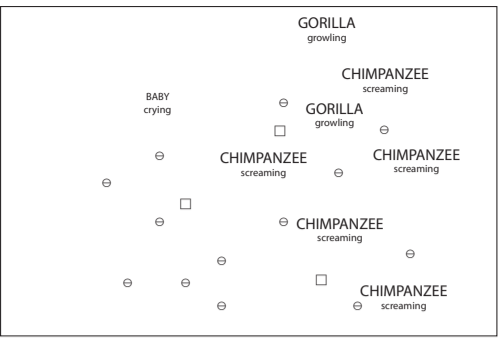 GORILLA
growling
CHIMPANZEE
screaming
BABY
crying
GORILLA
growling
CHIMPANZEE
screaming
CHIMPANZEE
screaming
CHIMPANZEE
screaming
CHIMPANZEE
screaming